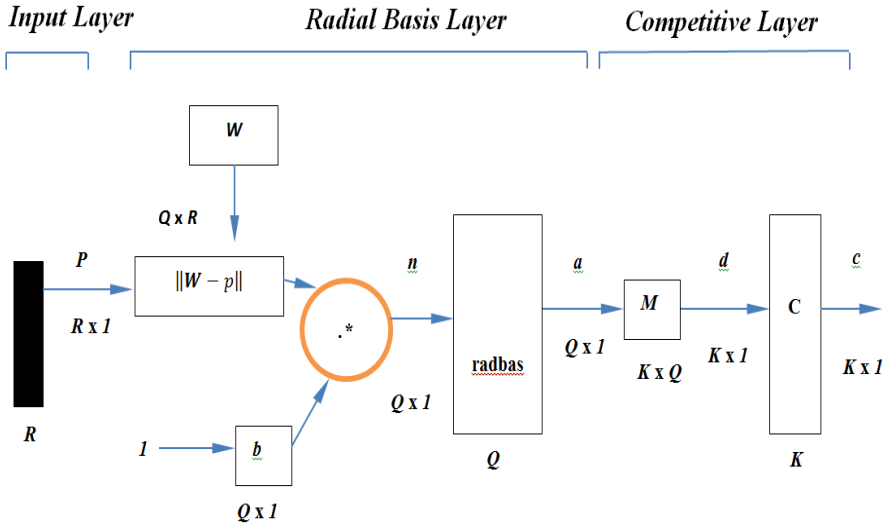 Input Layer
Radial Basis Layer
Competitive Layer
W
Q x R
P
R x 1
R
‖W − p‖
.*
1
b
Q x 1
n
Q x 1
radbas
Q
a
Q x 1
M
K x Q
d
K x 1
C
K
c
K x 1